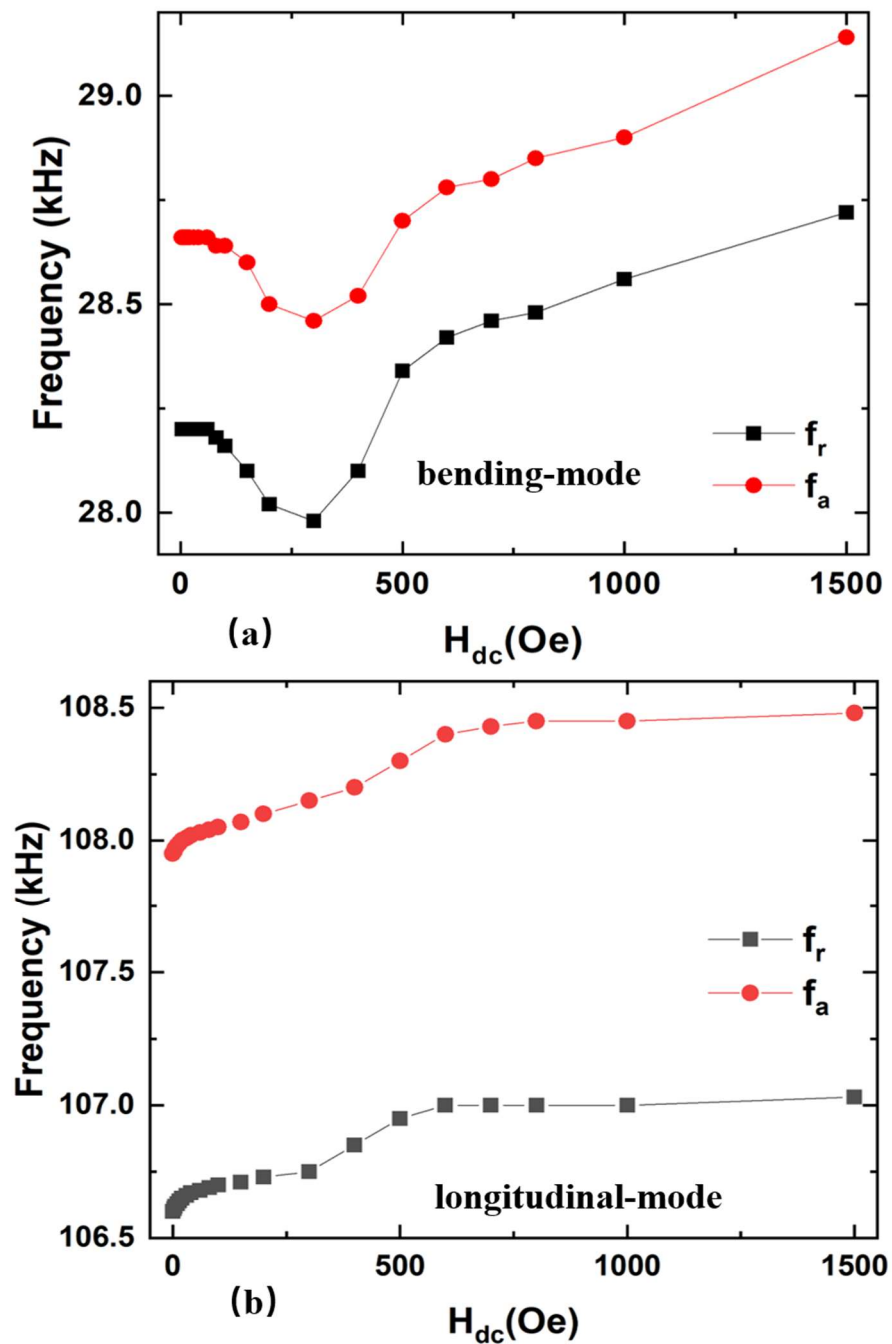 29.0
28.5
28.0
Frequency (kHz)
f_r
f_a
bending-mode
0 500 1000 1500
(a) H_dc(Oe)
108.5
108.0
107.5
107.0
106.5
Frequency (kHz)
f_r
f_a
longitudinal-mode
0 500 1000 1500
(b) H_dc(Oe)